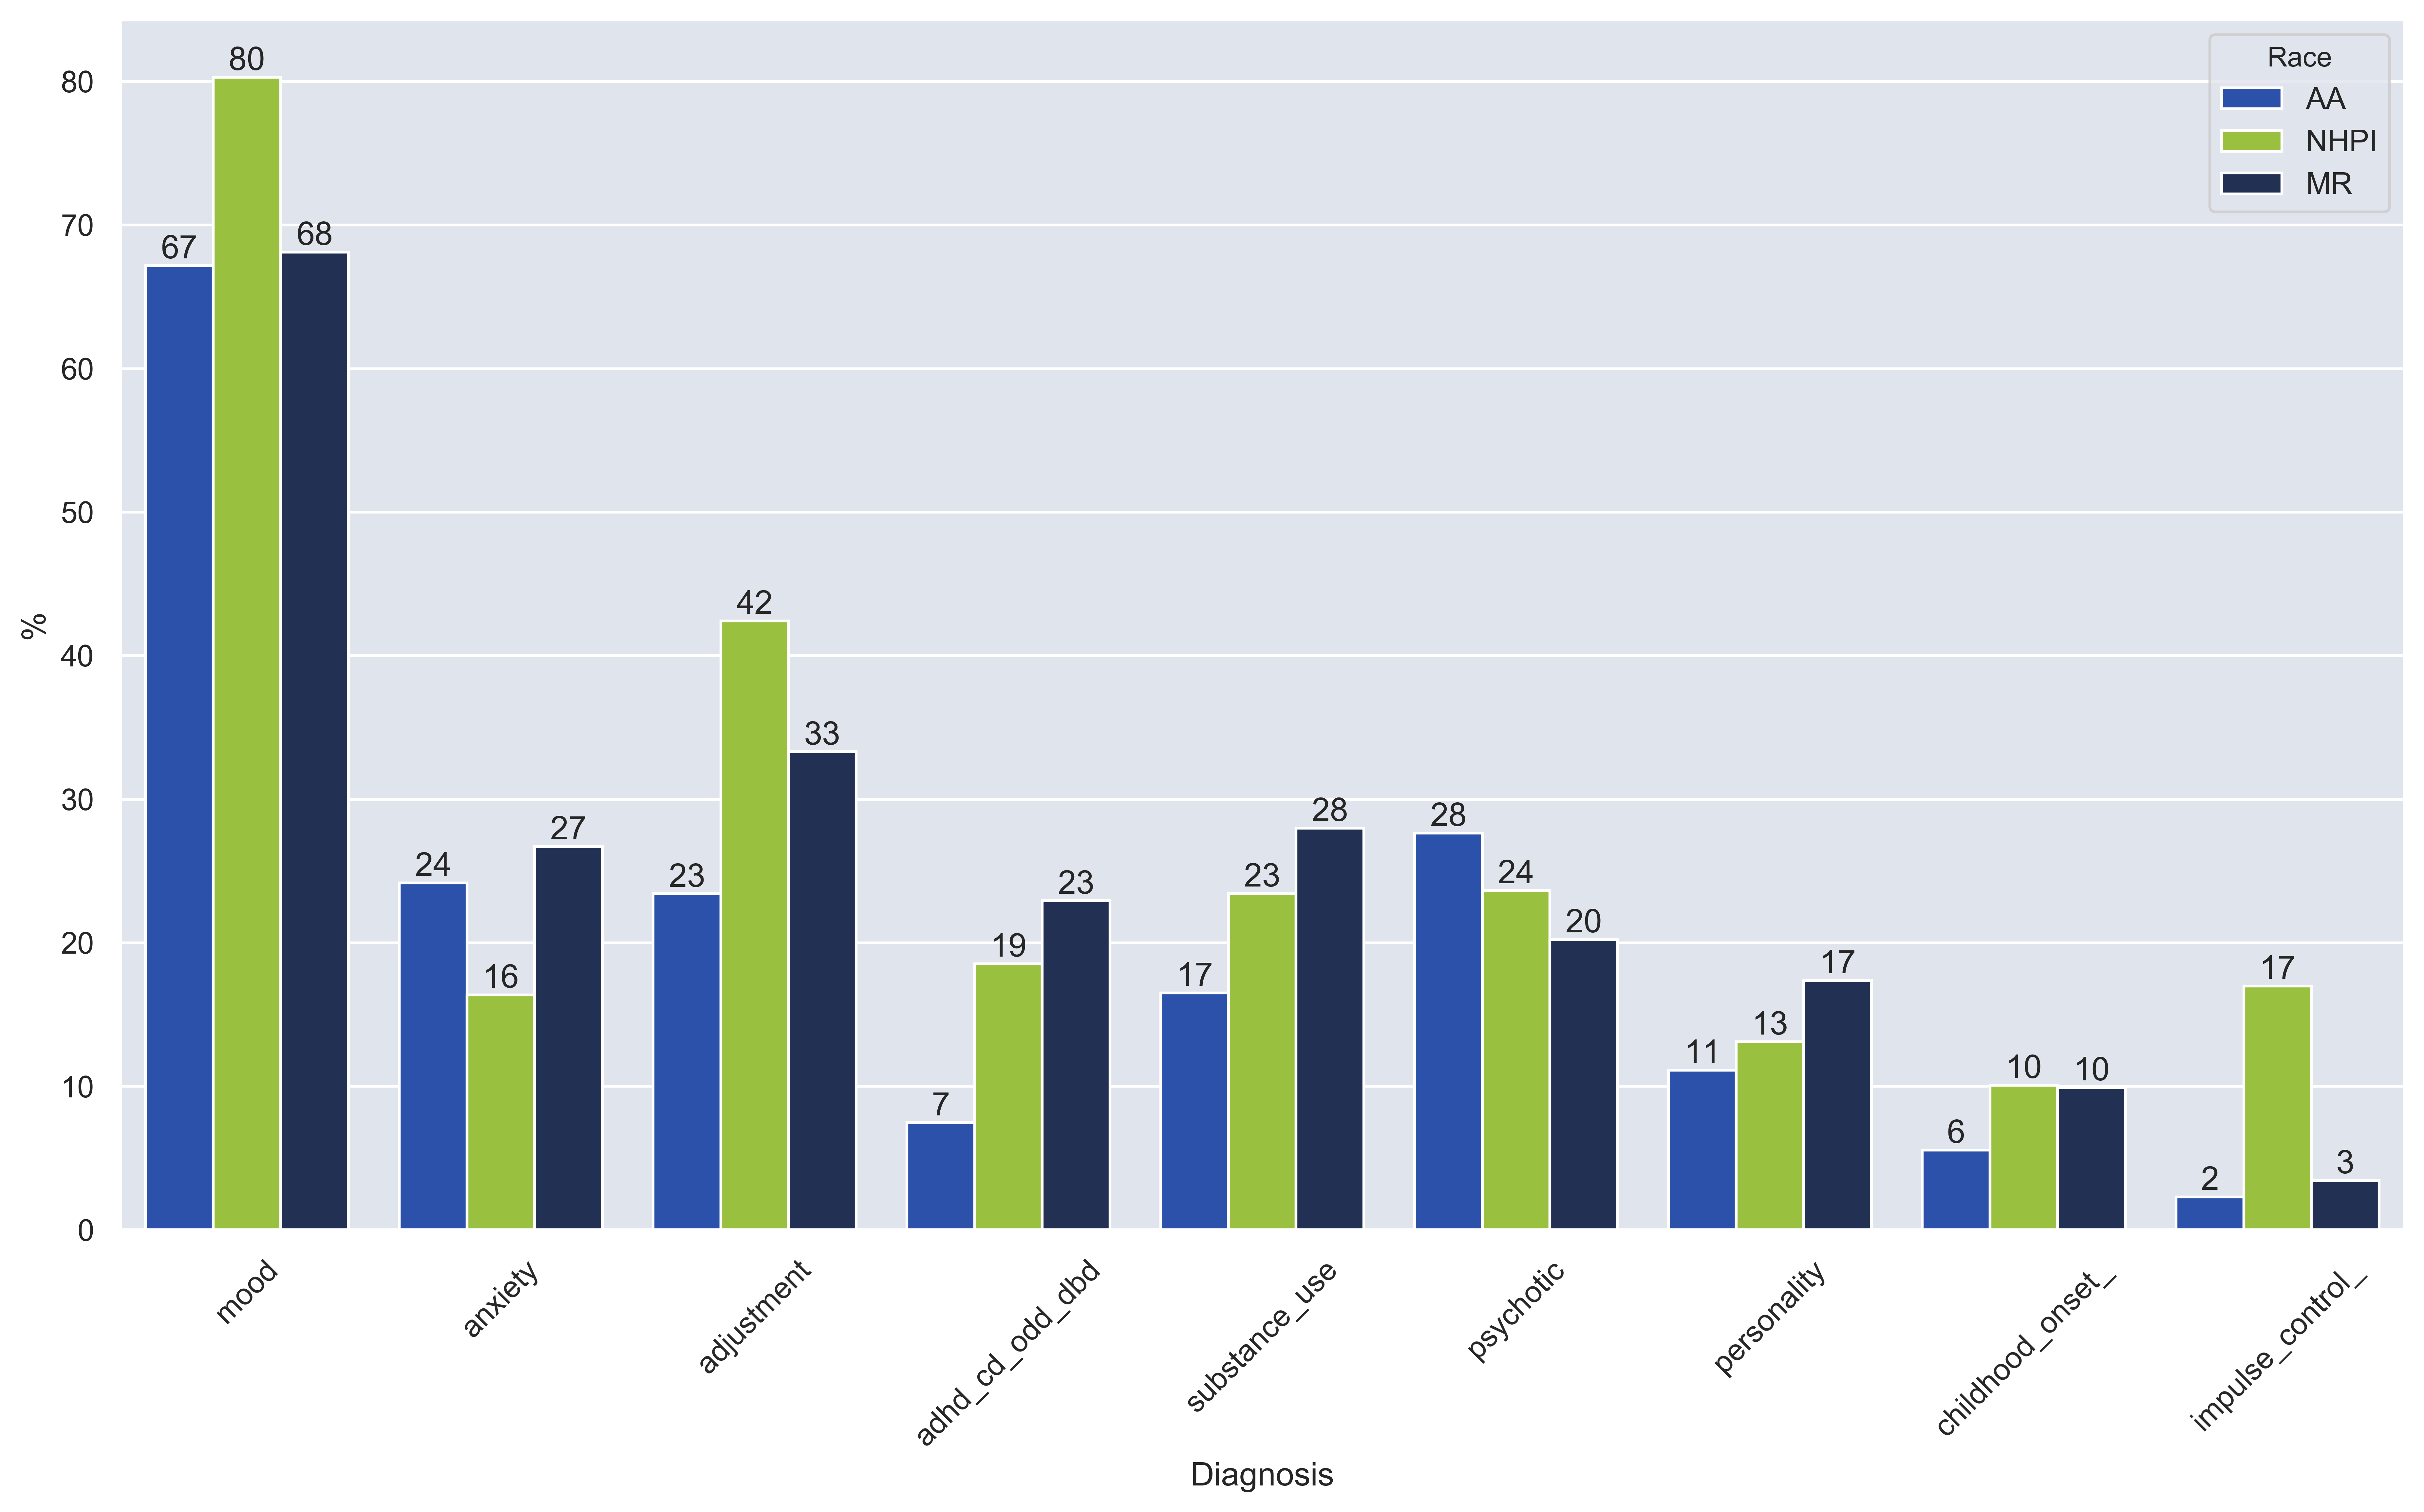 Race
AA
NHPI
MR
%
80
70
60
50
40
30
20
10
0
67
80
68
24
16
27
23
42
33
7
19
23
17
23
28
28
24
20
11
13
17
6
10
10
2
17
3
mood
anxiety
adjustment
adhd_cd_odd_dbd
substance_use
psychotic
personality
childhood_onset_
impulse_control_
Diagnosis